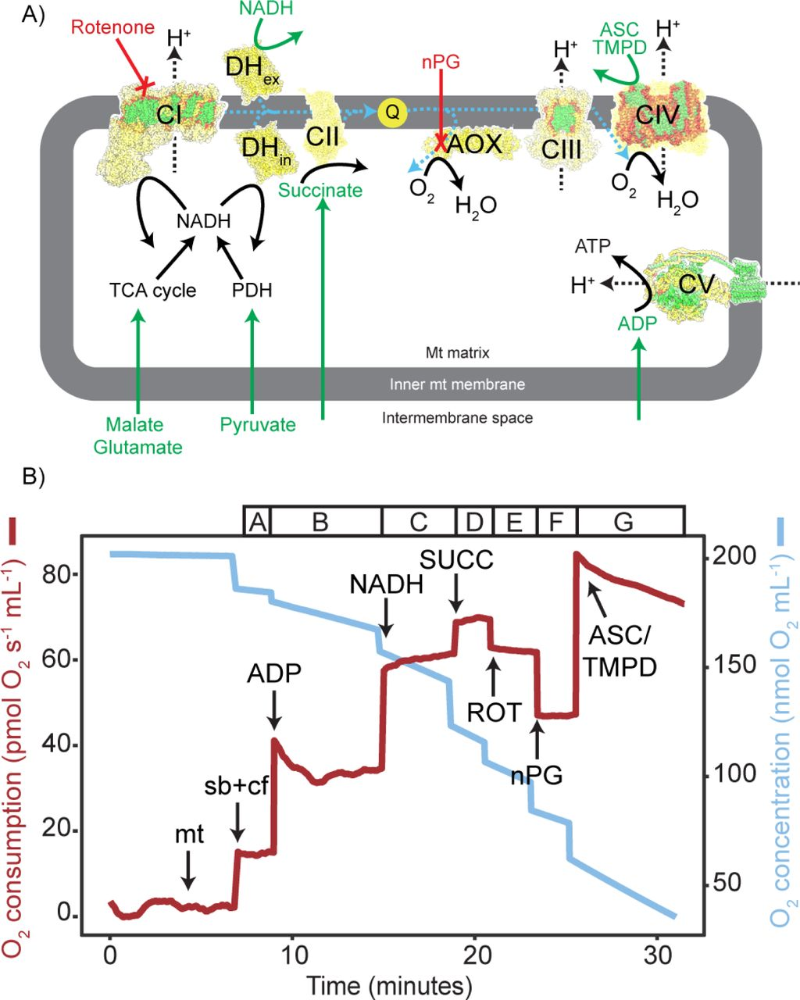 A)
NADH
Rotenone
H+
ASC
TMPD
H+
DHex
nPG
H+
CI
Q
CIV
DHin
CII
AOX
CIII
Succinate
O2
H2O
O2
H2O
NADH
ATP
H+
CV
TCA cycle
PDH
ADP
Mt matrix
Inner mt membrane
Intermembrane space
Malate
Glutamate
Pyruvate
B)
A B C D E F G
O2 consumption (pmol O2 s-1 mL-1)
80
60
40
20
0
mt
sb+cf
ADP
NADH
SUCC
ROT
nPG
ASC/
TMPD
200
150
100
50
O2 concentration (nmol O2 mL-1)
0 10 20 30
Time (minutes)